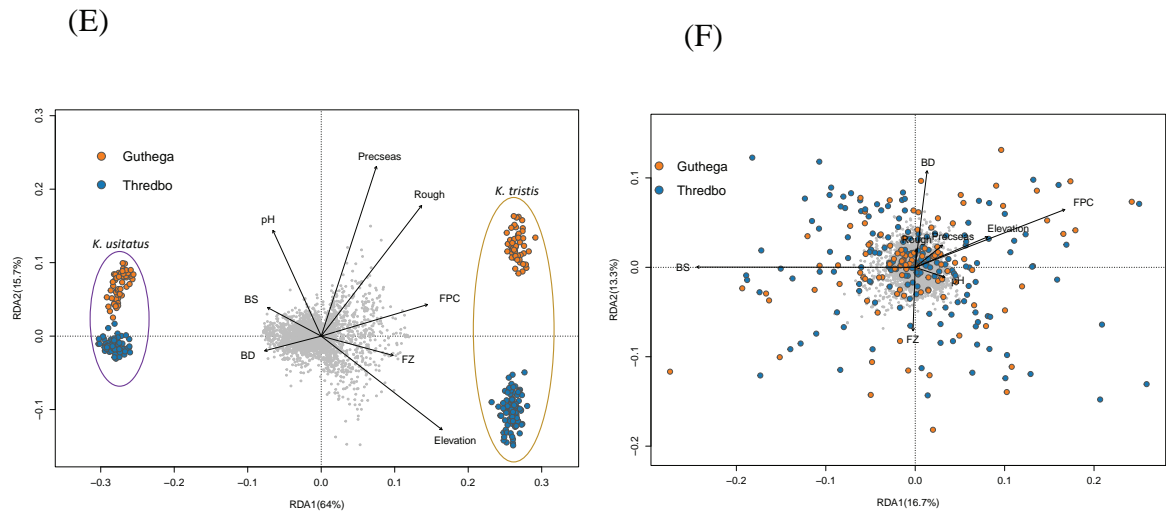 (E)
(F)
0.3
0.2
0.1
0.0
−0.1
RDA2(15.7%)
Guthega
Thredbo
K. usitatus
K. tristis
Precseas
Rough
pH
BS
FPC
BD
FZ
Elevation
−0.3
−0.2
−0.1
0.0
0.1
0.2
0.3
RDA1(64%)
0.1
0.0
−0.1
−0.2
RDA2(13.3%)
Guthega
Thredbo
BD
FPC
Elevation
Rough
Precseas
BS
pH
FZ
−0.2
−0.1
0.0
0.1
0.2
RDA1(16.7%)